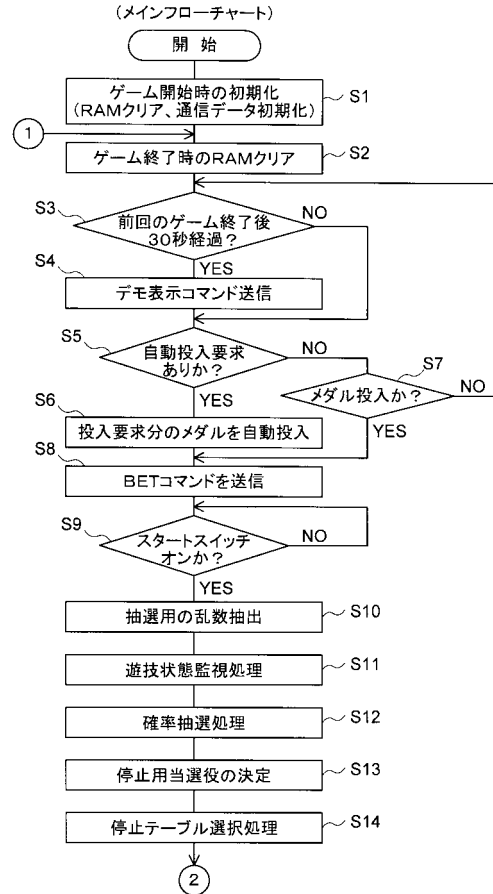 （メインフローチャート）
開 始
ゲーム開始時の初期化
（RAMクリア、通信データ初期化）
S1
1
ゲーム終了時のRAMクリア
S2
S3
前回のゲーム終了後
30秒経過？
NO
YES
S4
デモ表示コマンド送信
S5
自動投入要求
ありか？
NO
YES
S7
メダル投入か？
NO
YES
S6
投入要求分のメダルを自動投入
S8
BETコマンドを送信
S9
スタートスイッチ
オンか？
NO
YES
抽選用の乱数抽出
S10
遊技状態監視処理
S11
確率抽選処理
S12
停止用当選役の決定
S13
停止テーブル選択処理
S14
2